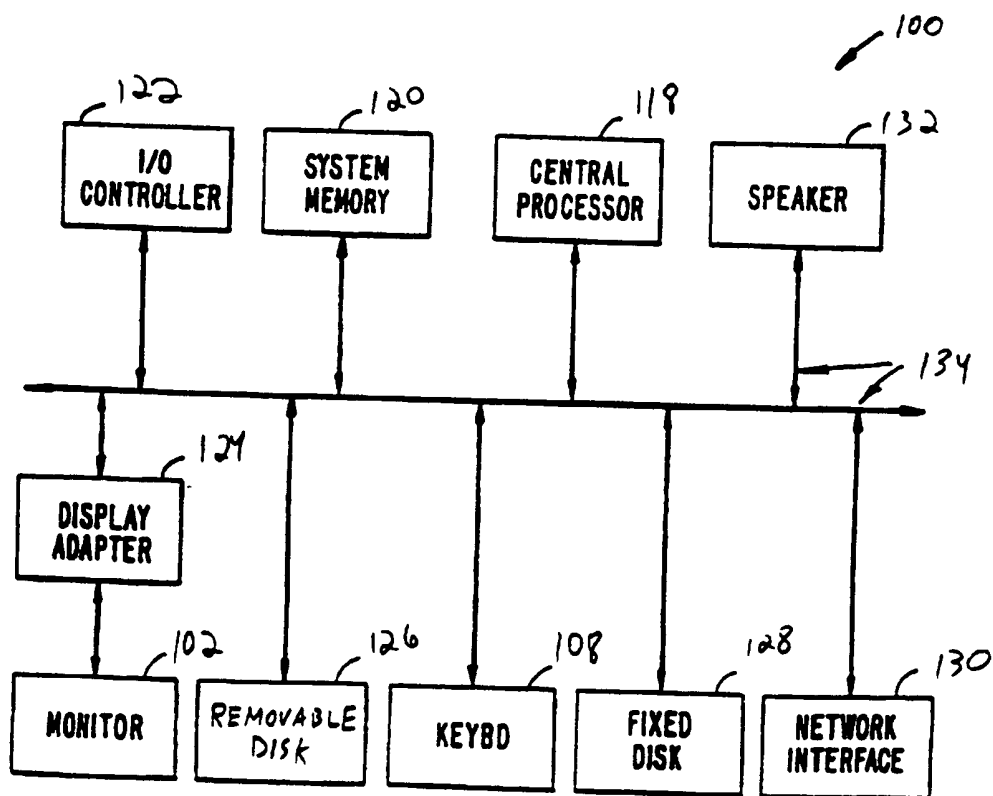 100
122
120
118
132
I/O
CONTROLLER
SYSTEM
MEMORY
CENTRAL
PROCESSOR
SPEAKER
134
124
DISPLAY
ADAPTER
102
126
108
128
130
MONITOR
REMOVABLE
DISK
KEYBD
FIXED
DISK
NETWORK
INTERFACE